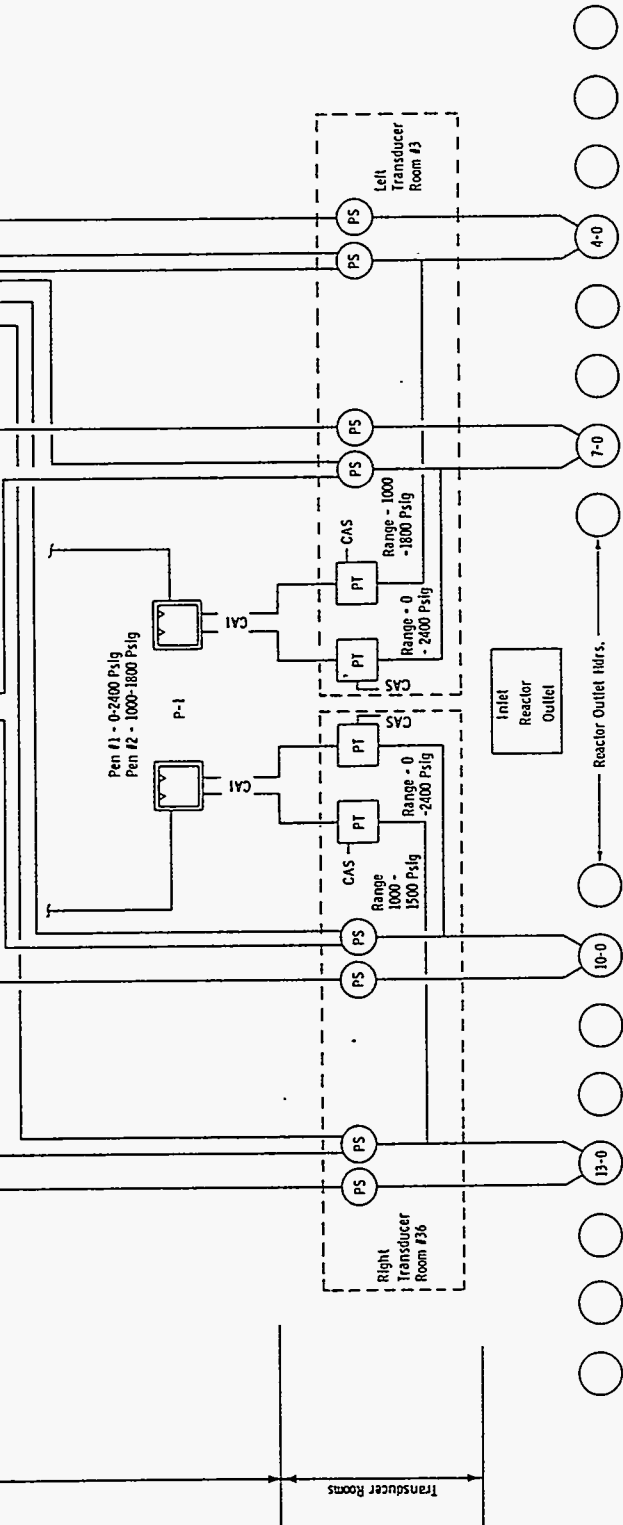 Left
Transducer
Room #3
PS
PS
4-0
PS
PS
7-0
Range - 1000
-1800 Psig
CAS
PT
Range - 0
- 2400 Psig
PT
CAS
CAI
Pen #1 - 0-2400 Psig
Pen #2 - 1000-1800 Psig
P-1
CAI
Inlet
Reactor
Outlet
Reactor Outlet Hdrs.
CAS
PT
Range - 0
-2400 Psig
PT
CAS
Range
1000 -
1500 Psig
PS
PS
10-0
PS
PS
13-0
Right
Transducer
Room #36
Transducer Rooms